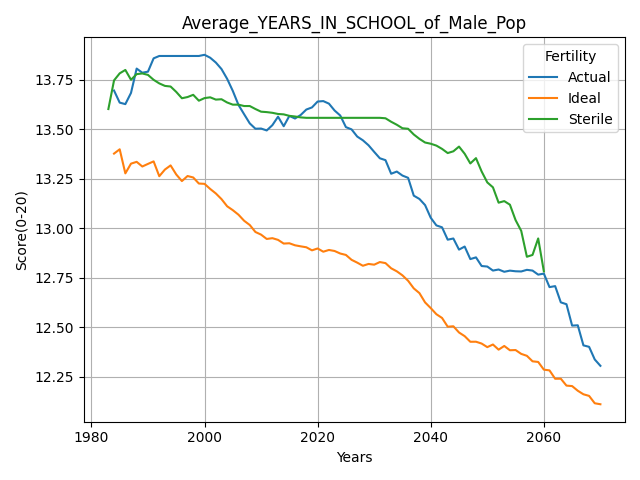 Average_YEARS_IN_SCHOOL_of_Male_Pop
Fertility
Actual
Ideal
Sterile
Score(0-20)
13.75
13.50
13.25
13.00
12.75
12.50
12.25
1980
2000
2020
2040
2060
Years